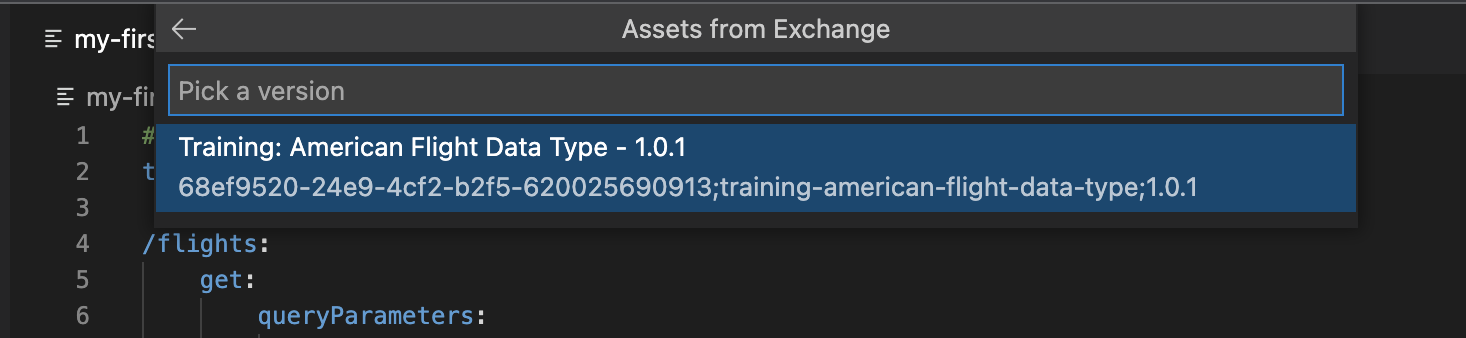 Assets from Exchange
my-firs
Pick a version
my-fir
Training: American Flight Data Type - 1.0.1
68ef9520-24e9-4cf2-b2f5-620025690913;training-american-flight-data-type;1.0.1
1 #
2 t
3
4 /flights:
5 get:
6 queryParameters: